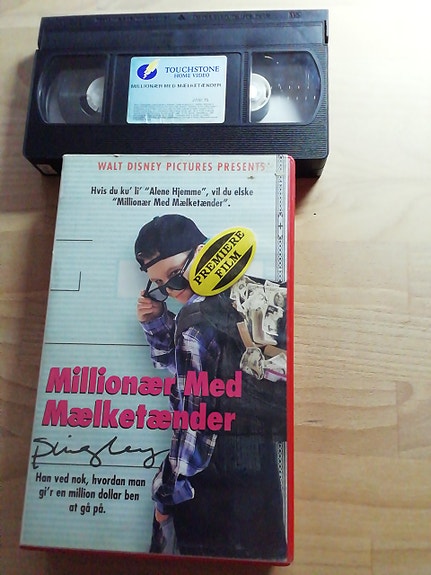 TOUCHSTONE
HOME VIDEO
MILLIONÆR MED MÆLKETÆNDER
WALT DISNEY PICTURES PRESENTS
Hvis du ku' li' "Alene Hjemme", vil du elske
"Millionær Med Mælketænder".
PREMIERE
FILM
Millionær Med
Mælketænder
Han ved nok, hvordan man
gi'r en million dollar ben
at gå på.